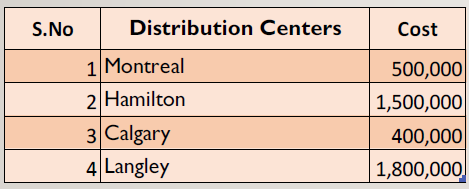 S.No Distribution Centers Cost
1 Montreal 500,000
2 Hamilton 1,500,000
3 Calgary 400,000
4 Langley 1,800,000